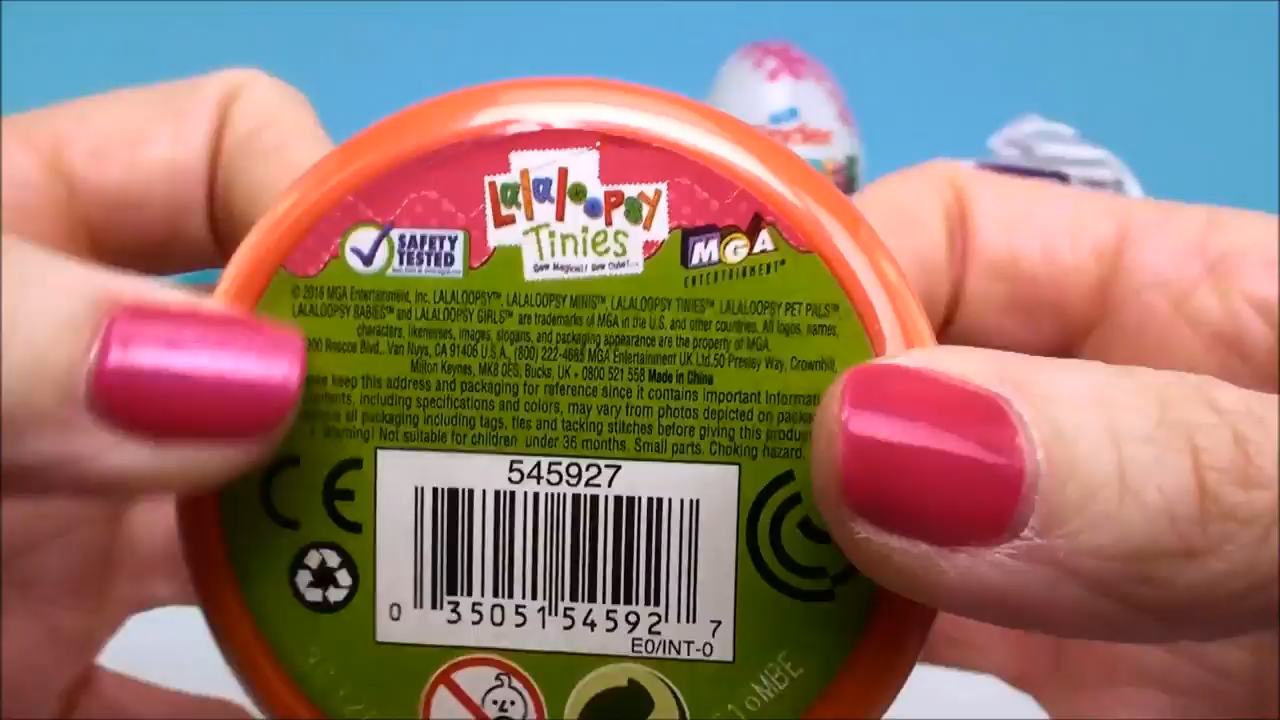 Lalaloopsy
Tinies
Sew Magical! Sew Cute!
SAFETY
TESTED
MGA
ENTERTAINMENT
© 2016 MGA Entertainment, Inc. LALALOOPSY™, LALALOOPSY MINIS™, LALALOOPSY TINIES™, LALALOOPSY PET PALS™,
LALALOOPSY BABIES™ and LALALOOPSY GIRLS™ are trademarks of MGA in the U.S. and other countries. All logos, names,
characters, likenesses, images, slogans, and packaging appearance are the property of MGA.
Roscoe Blvd., Van Nuys, CA 91406 U.S.A., (800) 222-4685 MGA Entertainment UK Ltd. 50 Presley Way, Crownhill,
Milton Keynes, MK8 0ES, Bucks, UK • 0800 521 558 Made in China
keep this address and packaging for reference since it contains important
including specifications and colors, may vary from photos depicted on
all packaging including tags, ties and tacking stitches before giving this
Warning! Not suitable for children under 36 months. Small parts. Choking hazard.
CE
545927
0 35051 54592 7
E0/INT-0